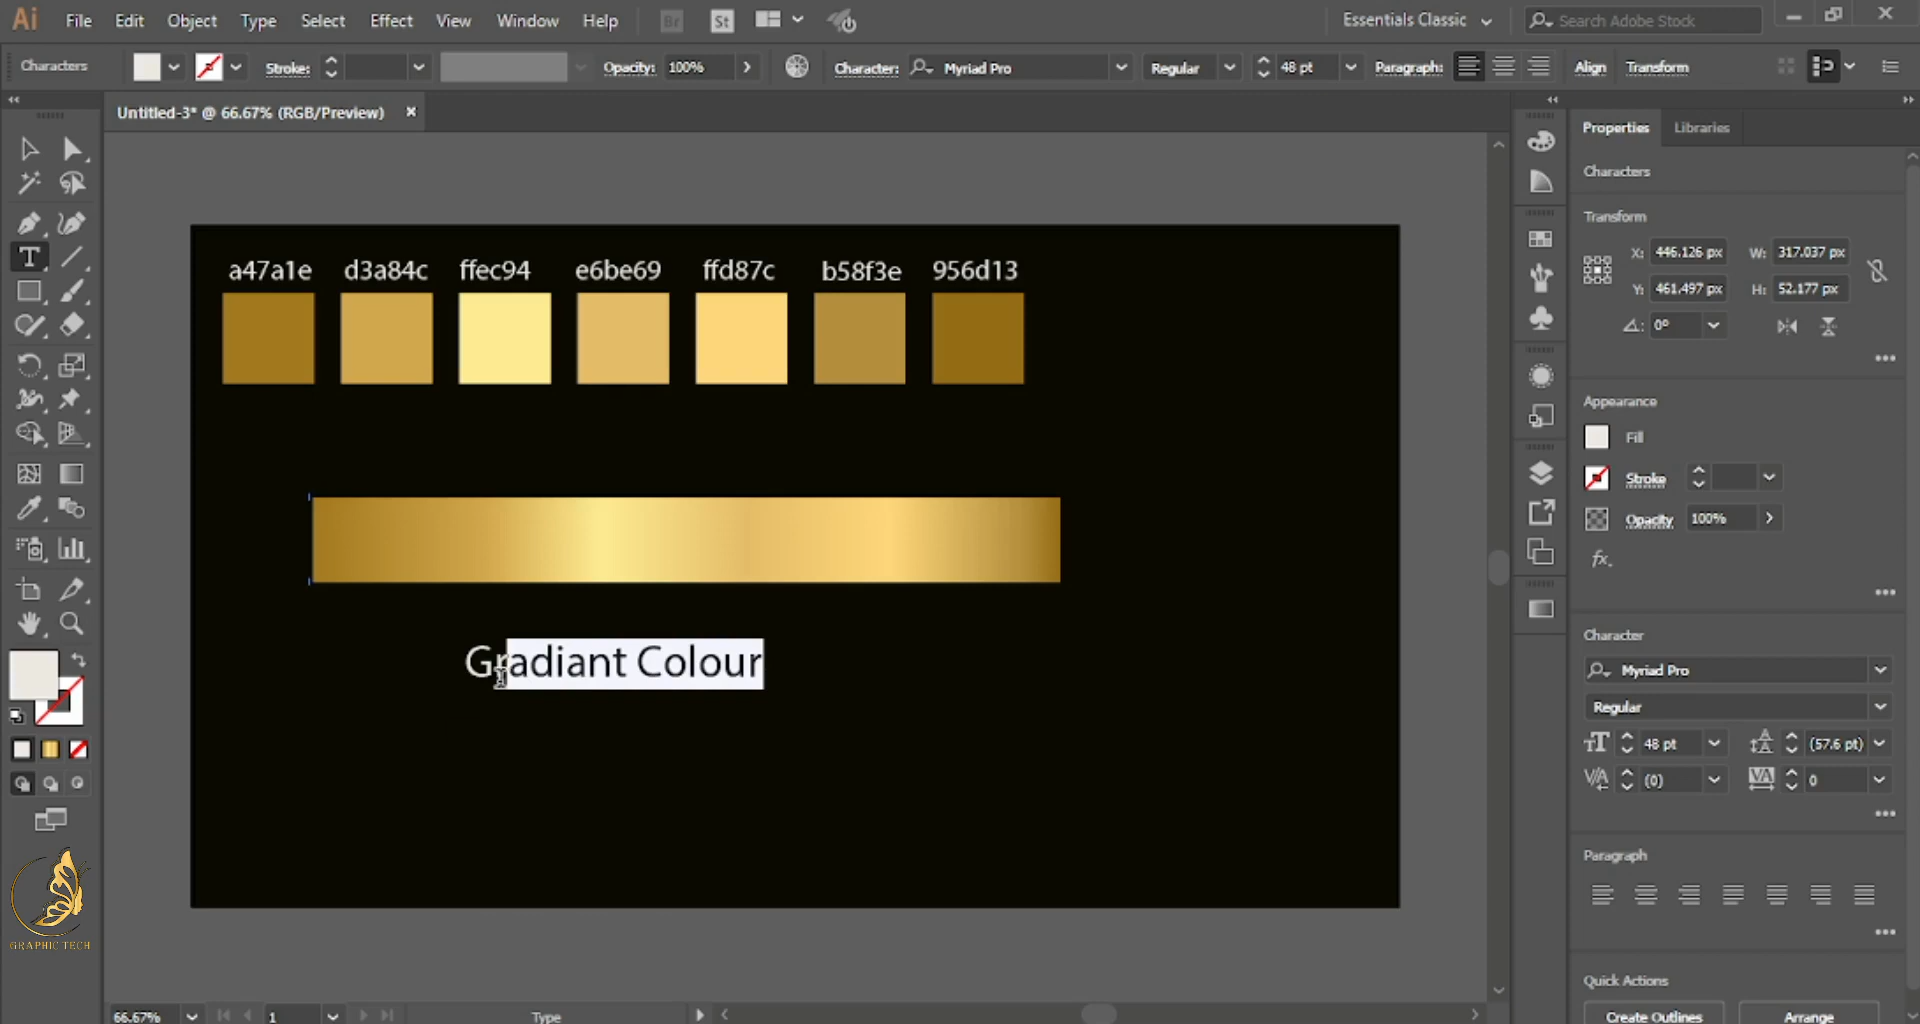 Ai File Edit Object Type Select Effect View Window Help Br St Essentials Classic Search Adobe Stock
Characters Stroke: Opacity: 100% Character: Myriad Pro Regular 48 pt Paragraph: Align Transform
Untitled-3* @ 66.67% (RGB/Preview)
a47a1e d3a84c ffec94 e6be69 ffd87c b58f3e 956d13
Gradiant Colour
GRAPHIC TECH
66.67% 1 Type
Properties Libraries
Characters
Transform
X: 446.126 px W: 317.037 px
Y: 461.497 px H: 52.177 px
0°
Appearance
Fill
Stroke
Opacity 100%
fx.
Character
Myriad Pro
Regular
48 pt (57.6 pt)
(0) 0
Paragraph
Quick Actions
Create Outlines Arrange